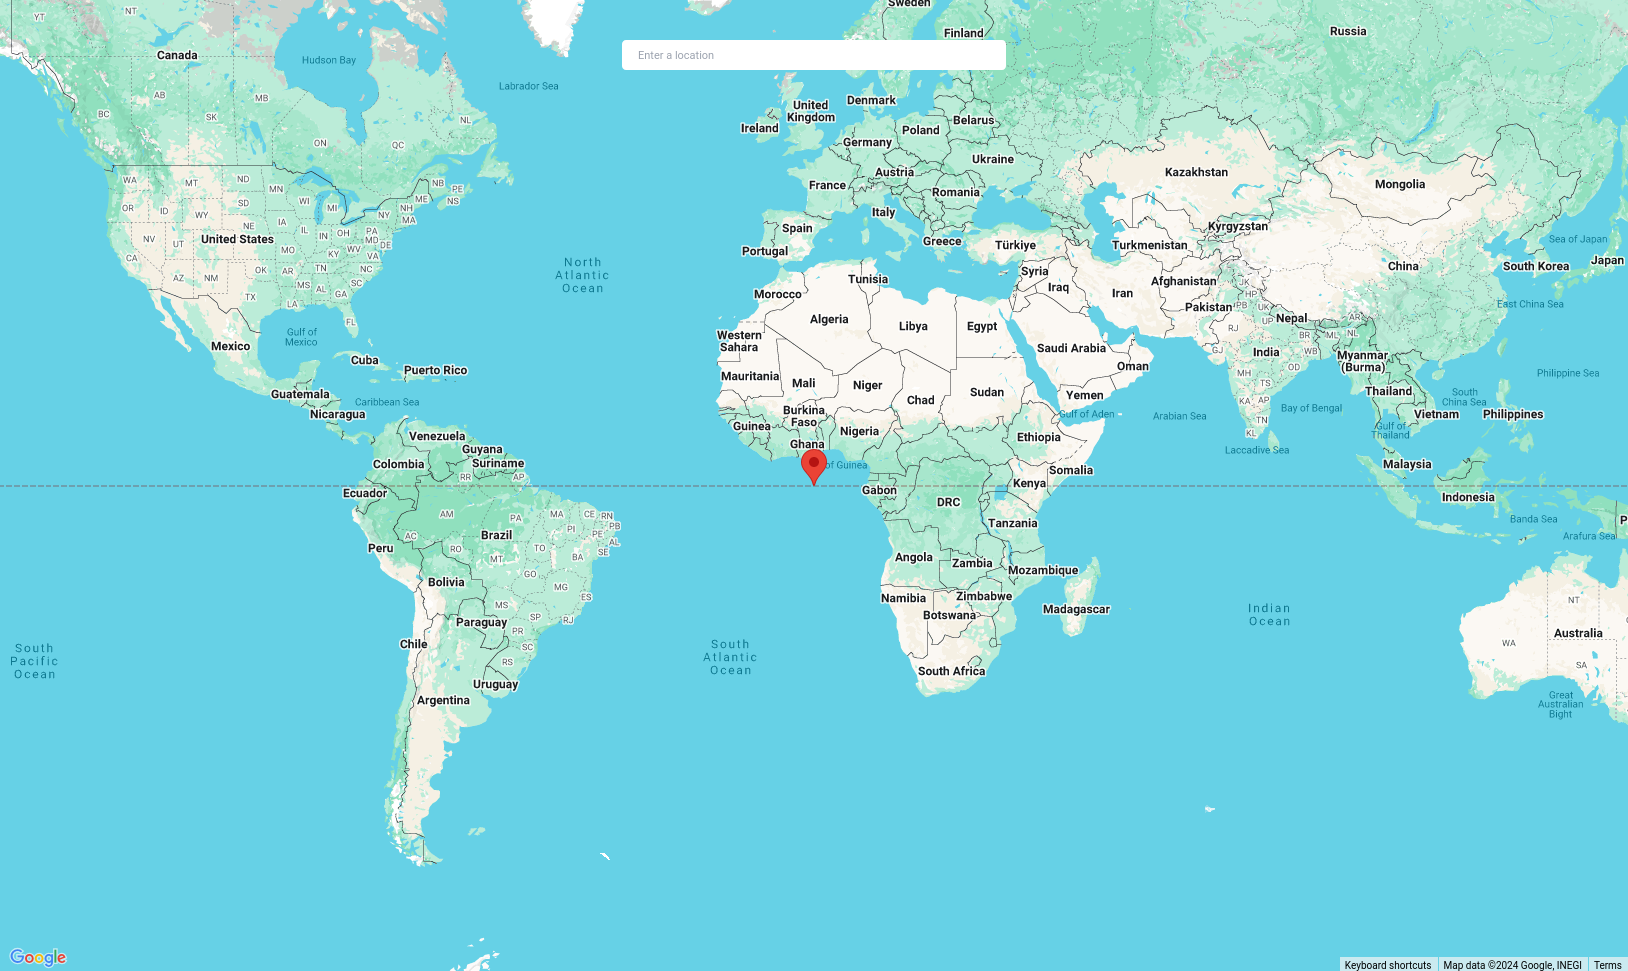 Sweden
YT
NT
Finland
Russia
Canada
Hudson Bay
Enter a location
Labrador Sea
AB
MB
BC
SK
NL
ON
QC
Denmark
United
Kingdom
Ireland
Poland
Belarus
Germany
Ukraine
Austria
Kazakhstan
France
Romania
Mongolia
WA
MT
ND
MN
NB
PE
OR
ID
WY
SD
WI
MI
ME
NS
NH
NY
MA
Italy
Kyrgyzstan
NV
UT
United States
NE
IA
IL
IN
OH
PA
MD
DE
KY
WV
VA
MO
Spain
Portugal
Greece
Türkiye
Turkmenistan
Sea of Japan
Japan
South Korea
China
CA
AZ
NM
OK
AR
TN
NC
SC
MS
AL
GA
TX
LA
FL
North
Atlantic
Ocean
Tunisia
Syria
Iraq
Iran
Afghanistan
Morocco
Pakistan
JK
HP
PB
UK
East China Sea
Algeria
Libya
Egypt
Nepal
UP
RJ
AR
Gulf of
Mexico
Mexico
Western
Sahara
Saudi Arabia
India
BR
ML
NL
GJ
WB
Myanmar
(Burma)
Cuba
Puerto Rico
Oman
Mauritania
Mali
Niger
Chad
Sudan
Yemen
MH
OD
TS
Thailand
Philippine Sea
Guatemala
Caribbean Sea
Nicaragua
Burkina
Faso
Guinea
Nigeria
Gulf of Aden
Arabian Sea
KA
AP
TN
KL
Bay of Bengal
South
China Sea
Vietnam
Philippines
Gulf of
Thailand
Venezuela
Guyana
Suriname
Colombia
RR
AP
Ghana
of Guinea
Ethiopia
Somalia
Laccadive Sea
Malaysia
Ecuador
Gabon
DRC
Kenya
Indonesia
AM
PA
MA
CE
RN
PB
PE
AL
SE
Tanzania
Banda Sea
P
Arafura Sea
Peru
AC
RO
Brazil
TO
BA
MT
Angola
Zambia
Mozambique
Bolivia
GO
MG
ES
MS
SP
RJ
Namibia
Zimbabwe
Botswana
Madagascar
Indian
Ocean
NT
Paraguay
PR
SC
Chile
RS
South
Pacific
Ocean
South
Atlantic
Ocean
WA
Australia
SA
South Africa
Uruguay
Argentina
Great
Australian
Bight
Google
Keyboard shortcuts
Map data ©2024 Google, INEGI
Terms